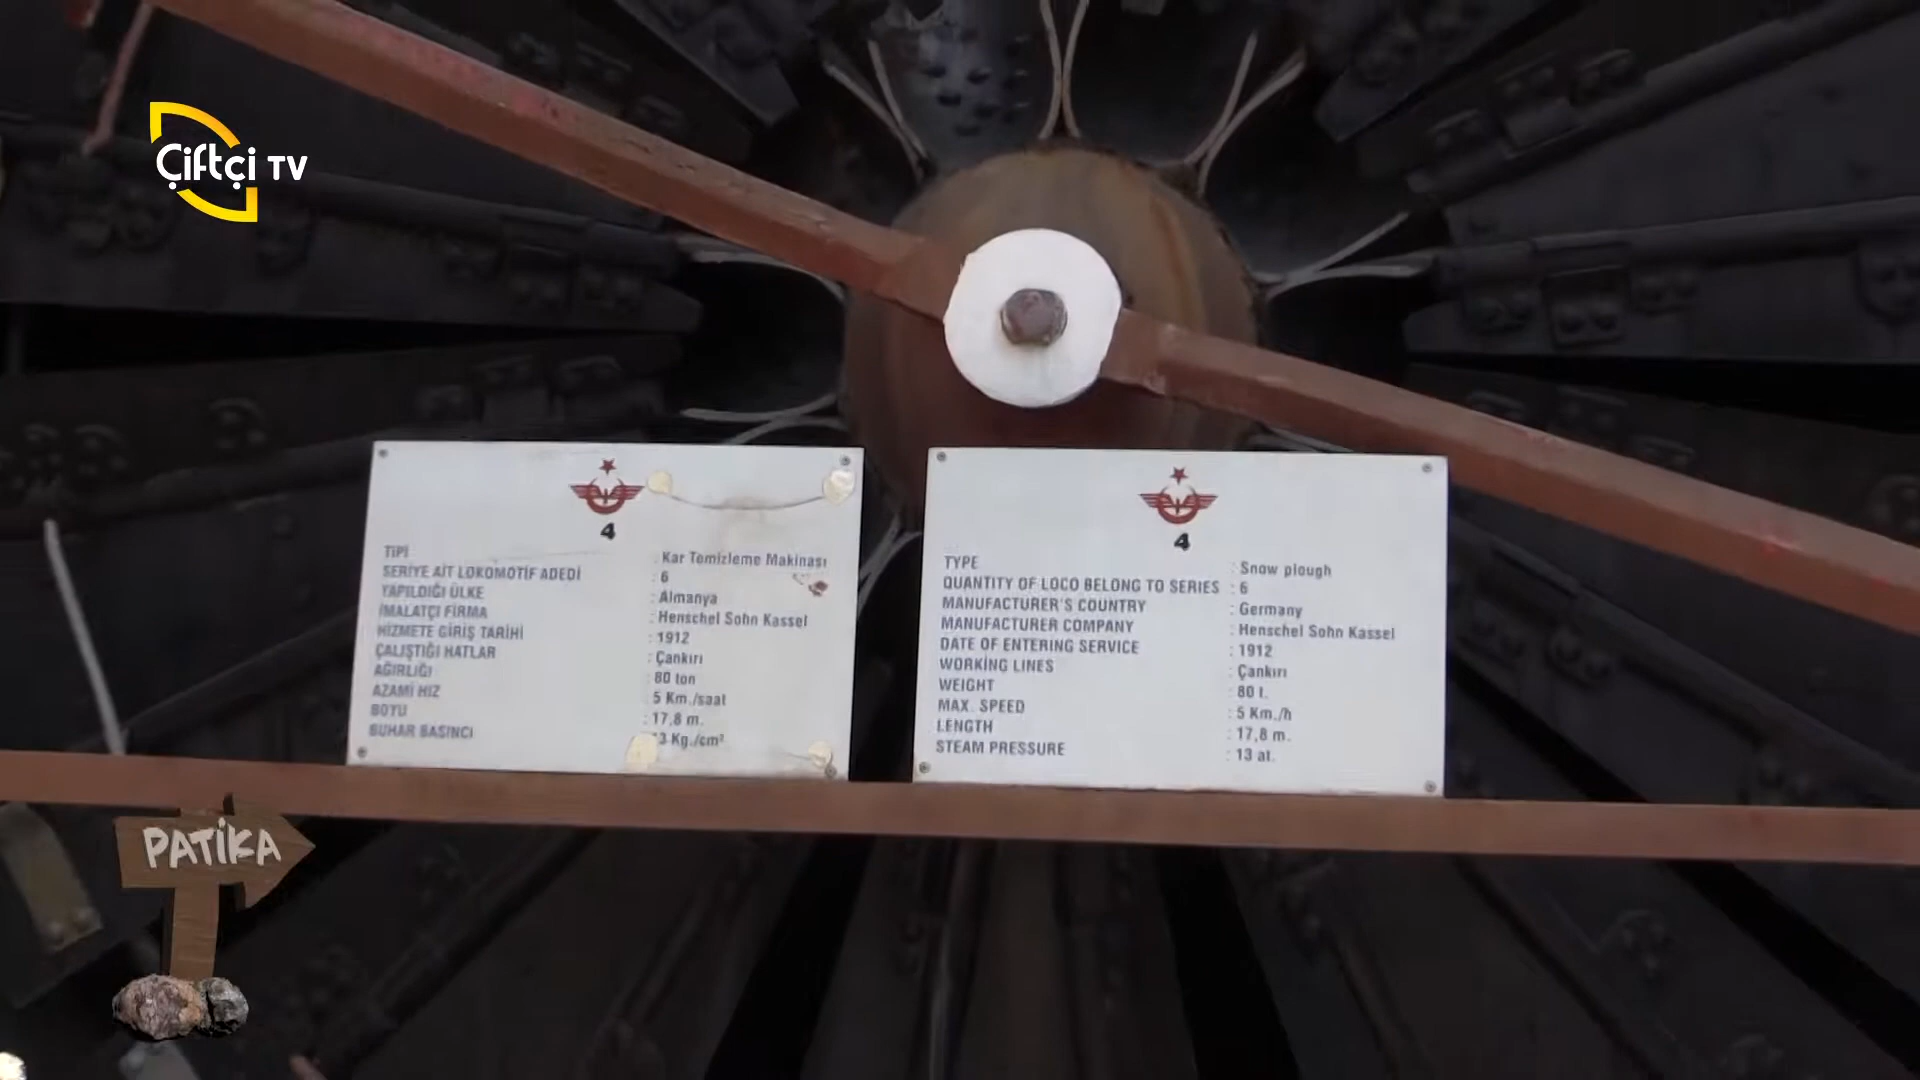 Çiftçi TV
4
TİPİ : Kar Temizleme Makinası
SERİYE AİT LOKOMOTİF ADEDİ : 6
YAPILDIĞI ÜLKE : Almanya
İMALATÇI FİRMA : Henschel Sohn Kassel
HİZMETE GİRİŞ TARİHİ : 1912
ÇALIŞTIĞI HATLAR : Çankırı
AĞIRLIĞI : 80 ton
AZAMİ HIZ : 5 Km./saat
BOYU : 17,8 m.
BUHAR BASINCI 3 Kg./cm²
4
TYPE : Snow plough
QUANTITY OF LOCO BELONG TO SERIES : 6
MANUFACTURER'S COUNTRY : Germany
MANUFACTURER COMPANY : Henschel Sohn Kassel
DATE OF ENTERING SERVICE : 1912
WORKİNG LINES : Çankırı
WEIGHT : 80 t.
MAX. SPEED : 5 Km./h
LENGTH : 17,8 m.
STEAM PRESSURE : 13 at.
PATİKA